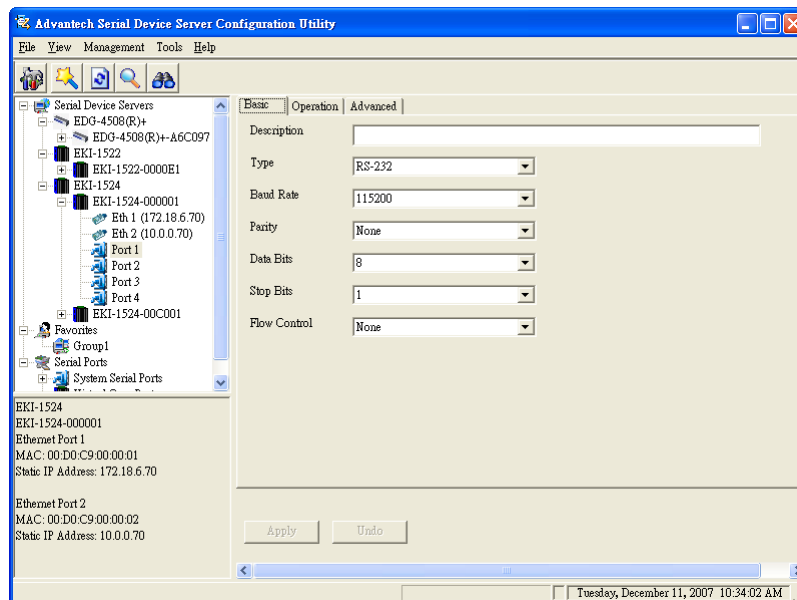 Advantech Serial Device Server Configuration Utility
File View Management Tools Help
Serial Device Servers
EDG-4508(R)+
EDG-4508(R)+-A6C097
EKI-1522
EKI-1522-0000E1
EKI-1524
EKI-1524-000001
Eth 1 (172.18.6.70)
Eth 2 (10.0.0.70)
Port 1
Port 2
Port 3
Port 4
EKI-1524-00C001
Favorites
Group1
Serial Ports
System Serial Ports
EKI-1524
EKI-1524-000001
Ethernet Port 1
MAC: 00:D0:C9:00:00:01
Static IP Address: 172.18.6.70
Ethernet Port 2
MAC: 00:D0:C9:00:00:02
Static IP Address: 10.0.0.70
Basic Operation Advanced
Description
Type RS-232
Baud Rate 115200
Parity None
Data Bits 8
Stop Bits 1
Flow Control None
Apply Undo
Tuesday, December 11, 2007 10:34:02 AM